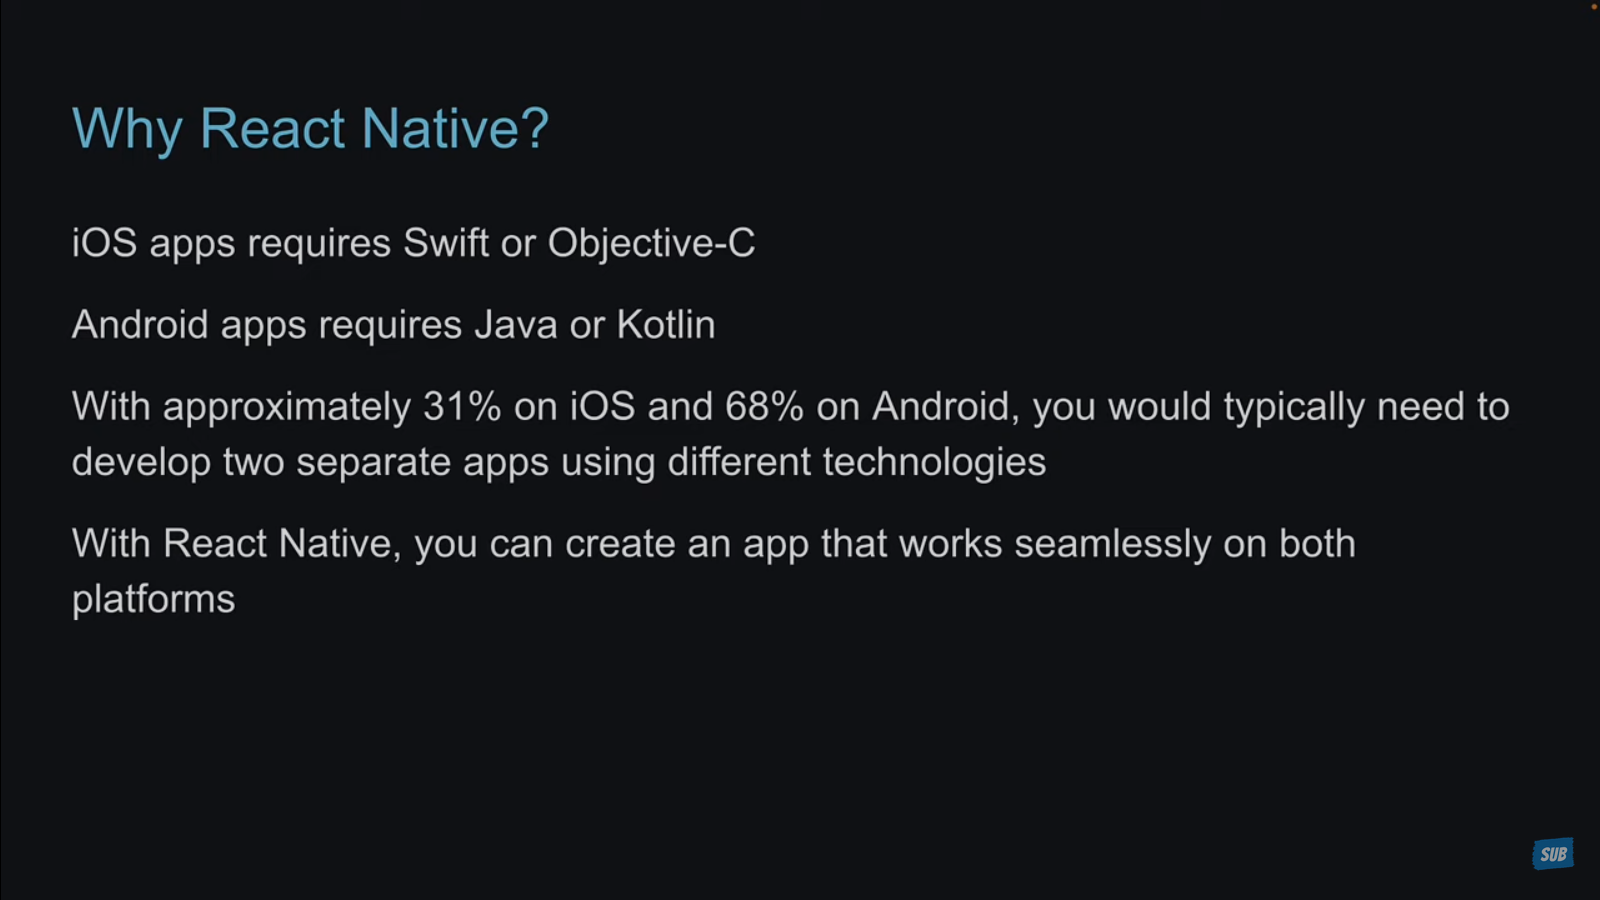 Why React Native?
iOS apps requires Swift or Objective-C
Android apps requires Java or Kotlin
With approximately 31% on iOS and 68% on Android, you would typically need to
develop two separate apps using different technologies
With React Native, you can create an app that works seamlessly on both
platforms
SUB